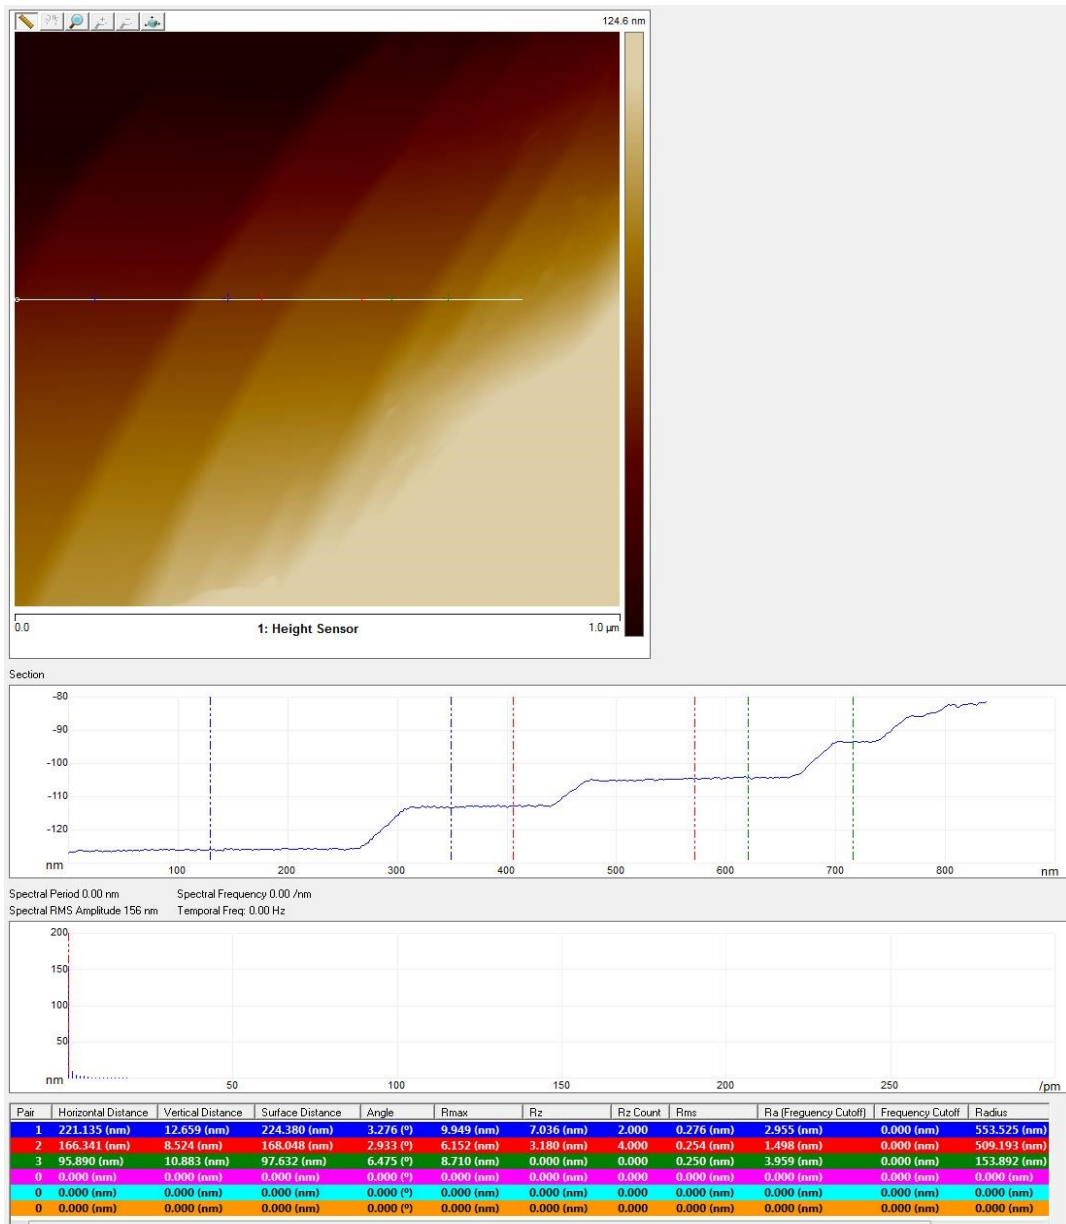 124.6 nm
0.0 1: Height Sensor 1.0 µm
Section
-80
-90
-100
-110
-120
nm 100 200 300 400 500 600 700 800 nm
Spectral Period 0.00 nm Spectral Frequency 0.00 /nm
Spectral RMS Amplitude 156 nm Temporal Freq: 0.00 Hz
200
150
100
50
nm 50 100 150 200 250 /pm
Pair Horizontal Distance Vertical Distance Surface Distance Angle Rmax Rz Rz Count Rms Ra (Freguency Cutoff) Frequency Cutoff Radius
1 221.135 (nm) 12.659 (nm) 224.380 (nm) 3.276 (º) 9.949 (nm) 7.036 (nm) 2.000 0.276 (nm) 2.955 (nm) 0.000 (nm) 553.525 (nm)
2 166.341 (nm) 8.524 (nm) 168.048 (nm) 2.933 (º) 6.152 (nm) 3.180 (nm) 4.000 0.254 (nm) 1.498 (nm) 0.000 (nm) 509.193 (nm)
3 95.890 (nm) 10.883 (nm) 97.632 (nm) 6.475 (º) 8.710 (nm) 0.000 (nm) 0.000 0.250 (nm) 3.959 (nm) 0.000 (nm) 153.892 (nm)
0 0.000 (nm) 0.000 (nm) 0.000 (nm) 0.000 (º) 0.000 (nm) 0.000 (nm) 0.000 0.000 (nm) 0.000 (nm) 0.000 (nm) 0.000 (nm)
0 0.000 (nm) 0.000 (nm) 0.000 (nm) 0.000 (º) 0.000 (nm) 0.000 (nm) 0.000 0.000 (nm) 0.000 (nm) 0.000 (nm) 0.000 (nm)
0 0.000 (nm) 0.000 (nm) 0.000 (nm) 0.000 (º) 0.000 (nm) 0.000 (nm) 0.000 0.000 (nm) 0.000 (nm) 0.000 (nm) 0.000 (nm)